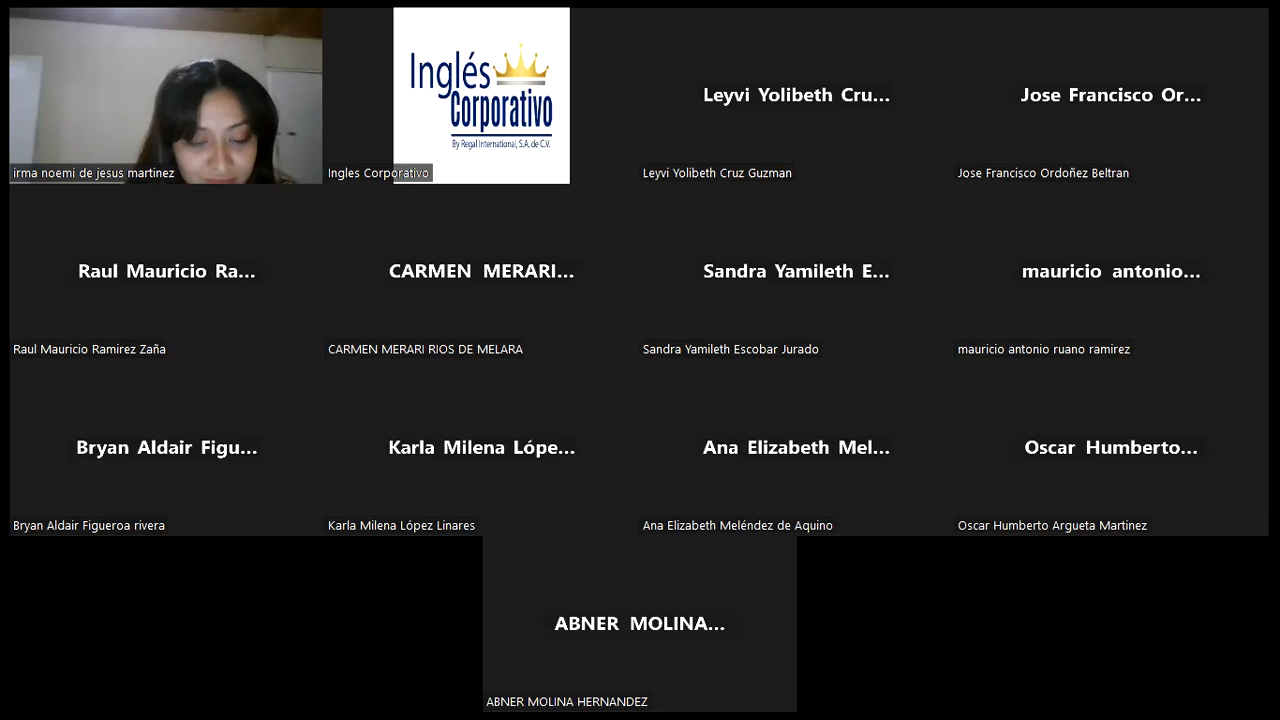 Inglés
Corporativo
By Regal International, S.A. de C.V.
Leyvi Yolibeth Cru...
Jose Francisco Or...
irma noemi de jesus martinez
Ingles Corporativo
Leyvi Yolibeth Cruz Guzman
Jose Francisco Ordoñez Beltran
Raul Mauricio Ra...
CARMEN MERARI...
Sandra Yamileth E...
mauricio antonio...
Raul Mauricio Ramirez Zaña
CARMEN MERARI RIOS DE MELARA
Sandra Yamileth Escobar Jurado
mauricio antonio ruano ramirez
Bryan Aldair Figu...
Karla Milena Lópe...
Ana Elizabeth Mel...
Oscar Humberto...
Bryan Aldair Figueroa rivera
Karla Milena López Linares
Ana Elizabeth Meléndez de Aquino
Oscar Humberto Argueta Martinez
ABNER MOLINA...
ABNER MOLINA HERNANDEZ